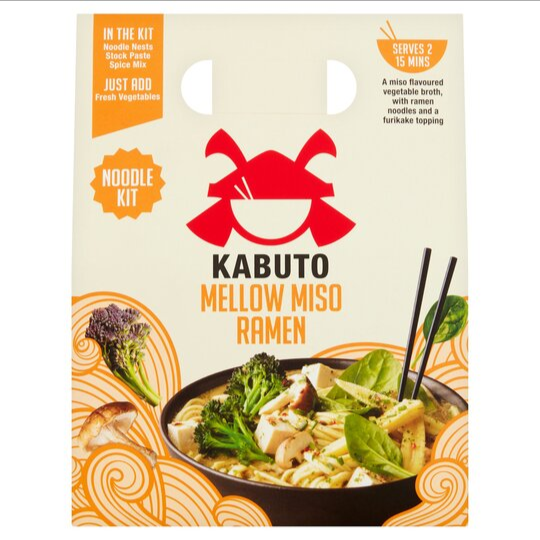 IN THE KIT
Noodle Nests
Stock Paste
Spice Mix
JUST ADD
Fresh Vegetables
SERVES 2
15 MINS
A miso flavoured
vegetable broth,
with ramen
noodles and a
furikake topping
NOODLE
KIT
KABUTO
MELLOW MISO
RAMEN